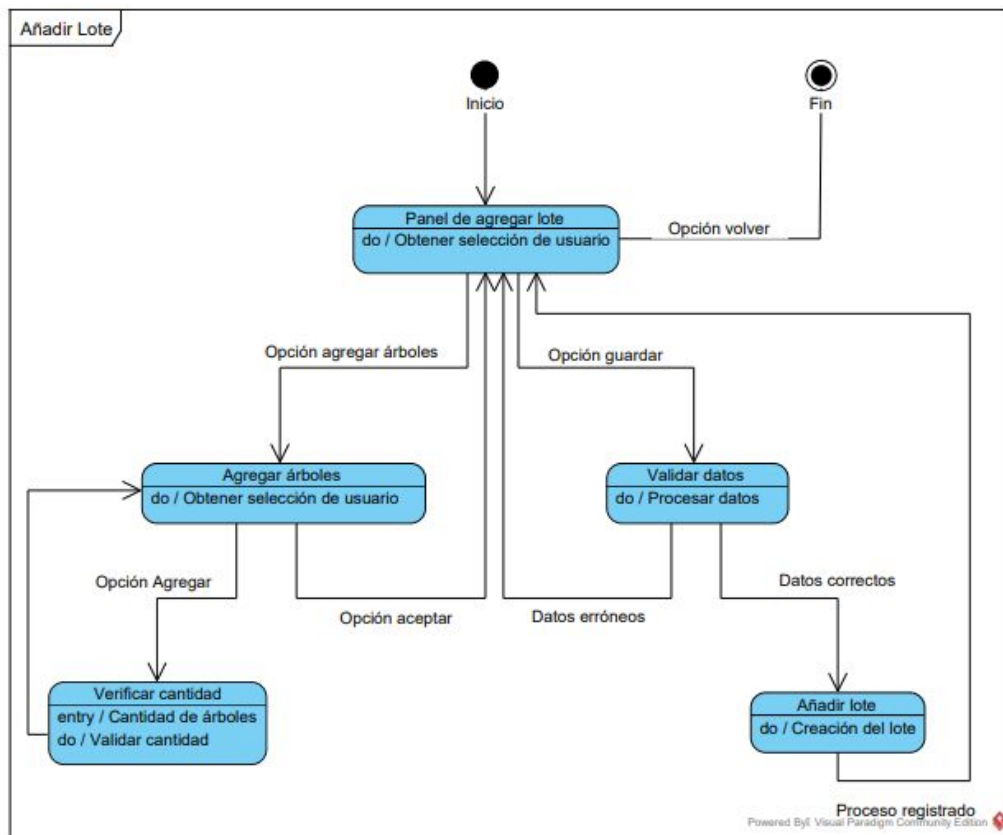 Añadir Lote
Inicio
Fin
Panel de agregar lote
do / Obtener selección de usuario
Opción volver
Opción agregar árboles
Opción guardar
Agregar árboles
do / Obtener selección de usuario
Validar datos
do / Procesar datos
Opción Agregar
Opción aceptar
Datos erróneos
Datos correctos
Verificar cantidad
entry / Cantidad de árboles
do / Validar cantidad
Añadir lote
do / Creación del lote
Proceso registrado
Powered By Visual Paradigm Community Edition